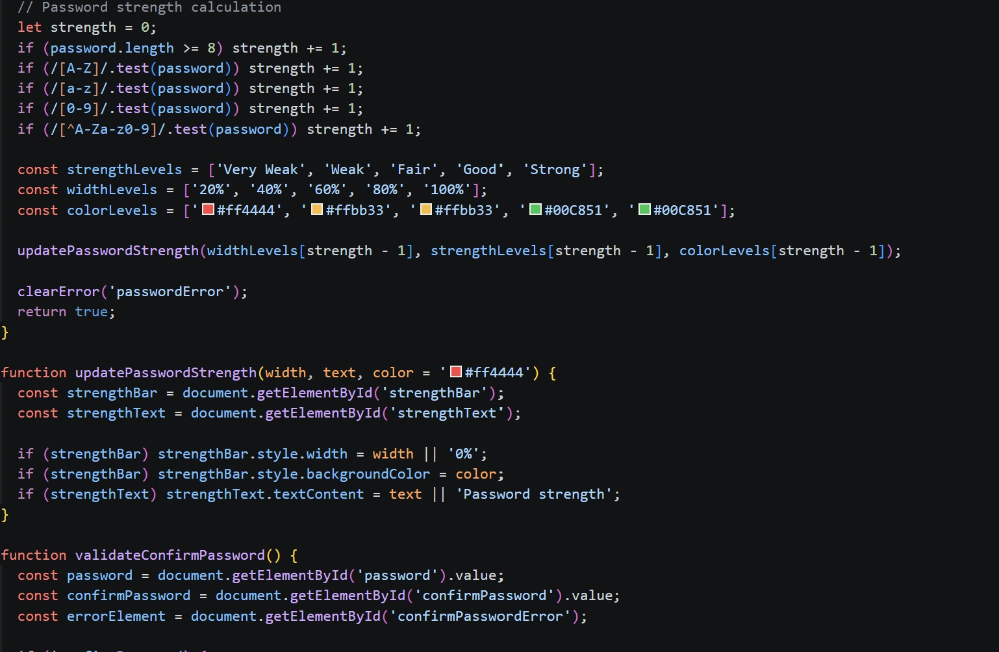 // Password strength calculation
let strength = 0;
if (password.length >= 8) strength += 1;
if (/[A-Z]/.test(password)) strength += 1;
if (/[a-z]/.test(password)) strength += 1;
if (/[0-9]/.test(password)) strength += 1;
if (/[^A-Za-z0-9]/.test(password)) strength += 1;
const strengthLevels = ['Very Weak', 'Weak', 'Fair', 'Good', 'Strong'];
const widthLevels = ['20%', '40%', '60%', '80%', '100%'];
const colorLevels = ['#ff4444', '#ffbb33', '#ffbb33', '#00C851', '#00C851'];
updatePasswordStrength(widthLevels[strength - 1], strengthLevels[strength - 1], colorLevels[strength - 1]);
clearError('passwordError');
return true;
}
function updatePasswordStrength(width, text, color = '#ff4444') {
const strengthBar = document.getElementById('strengthBar');
const strengthText = document.getElementById('strengthText');
if (strengthBar) strengthBar.style.width = width || '0%';
if (strengthBar) strengthBar.style.backgroundColor = color;
if (strengthText) strengthText.textContent = text || 'Password strength';
}
function validateConfirmPassword() {
const password = document.getElementById('password').value;
const confirmPassword = document.getElementById('confirmPassword').value;
const errorElement = document.getElementById('confirmPasswordError');